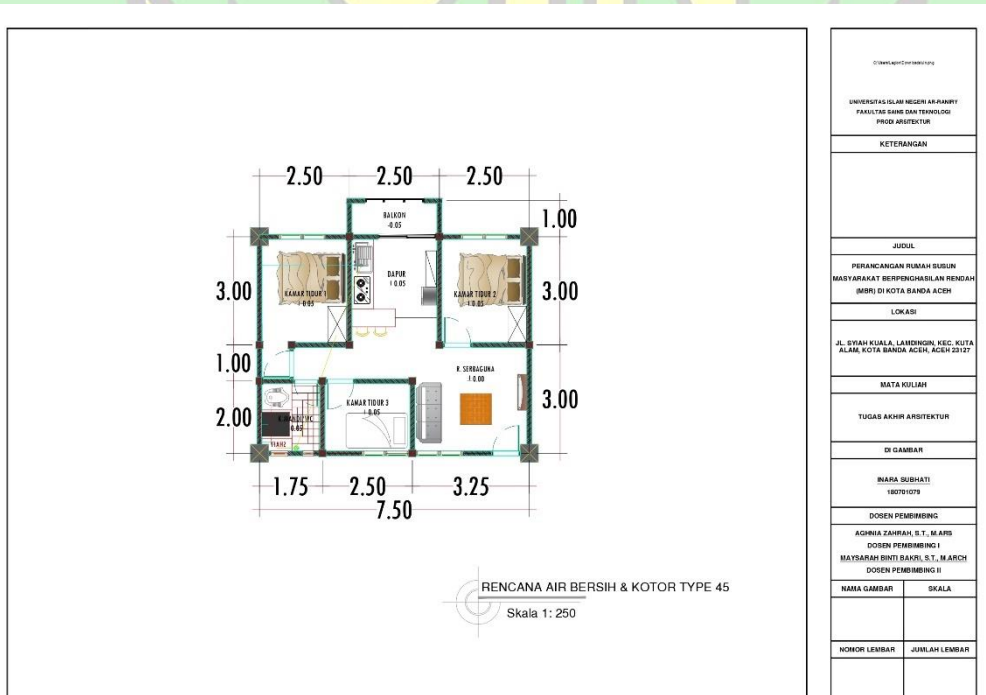 2.50 2.50 2.50
1.00
BALKON
-0.05
3.00
KAMAR TIDUR 1
DAPUR
KAMAR TIDUR 2
3.00
1.00
R. SERBAGUNA
2.00
KAMAR TIDUR 3
3.00
1.75 2.50 3.25
7.50
RENCANA AIR BERSIH & KOTOR TYPE 45
Skala 1: 250
UNIVERSITAS ISLAM NEGERI AR-RANIRY
FAKULTAS SAINS DAN TEKNOLOGI
PRODI ARSITEKTUR
KETERANGAN
JUDUL
PERANCANGAN RUMAH SUSUN
MASYARAKAT BERPENGHASILAN RENDAH
(MBR) DI KOTA BANDA ACEH
LOKASI
JL. SYIAH KUALA, LAMDINGIN, KEC. KUTA
ALAM, KOTA BANDA ACEH, ACEH 23127
MATA KULIAH
TUGAS AKHIR ARSITEKTUR
DI GAMBAR
INARA SUBHATI
180701079
DOSEN PEMBIMBING
AGHNIA ZAHRAH, S.T., M.ARS
DOSEN PEMBIMBING I
MAYSARAH BINTI BAKRI, S.T., M.ARCH
DOSEN PEMBIMBING II
NAMA GAMBAR SKALA
NOMOR LEMBAR JUMLAH LEMBAR